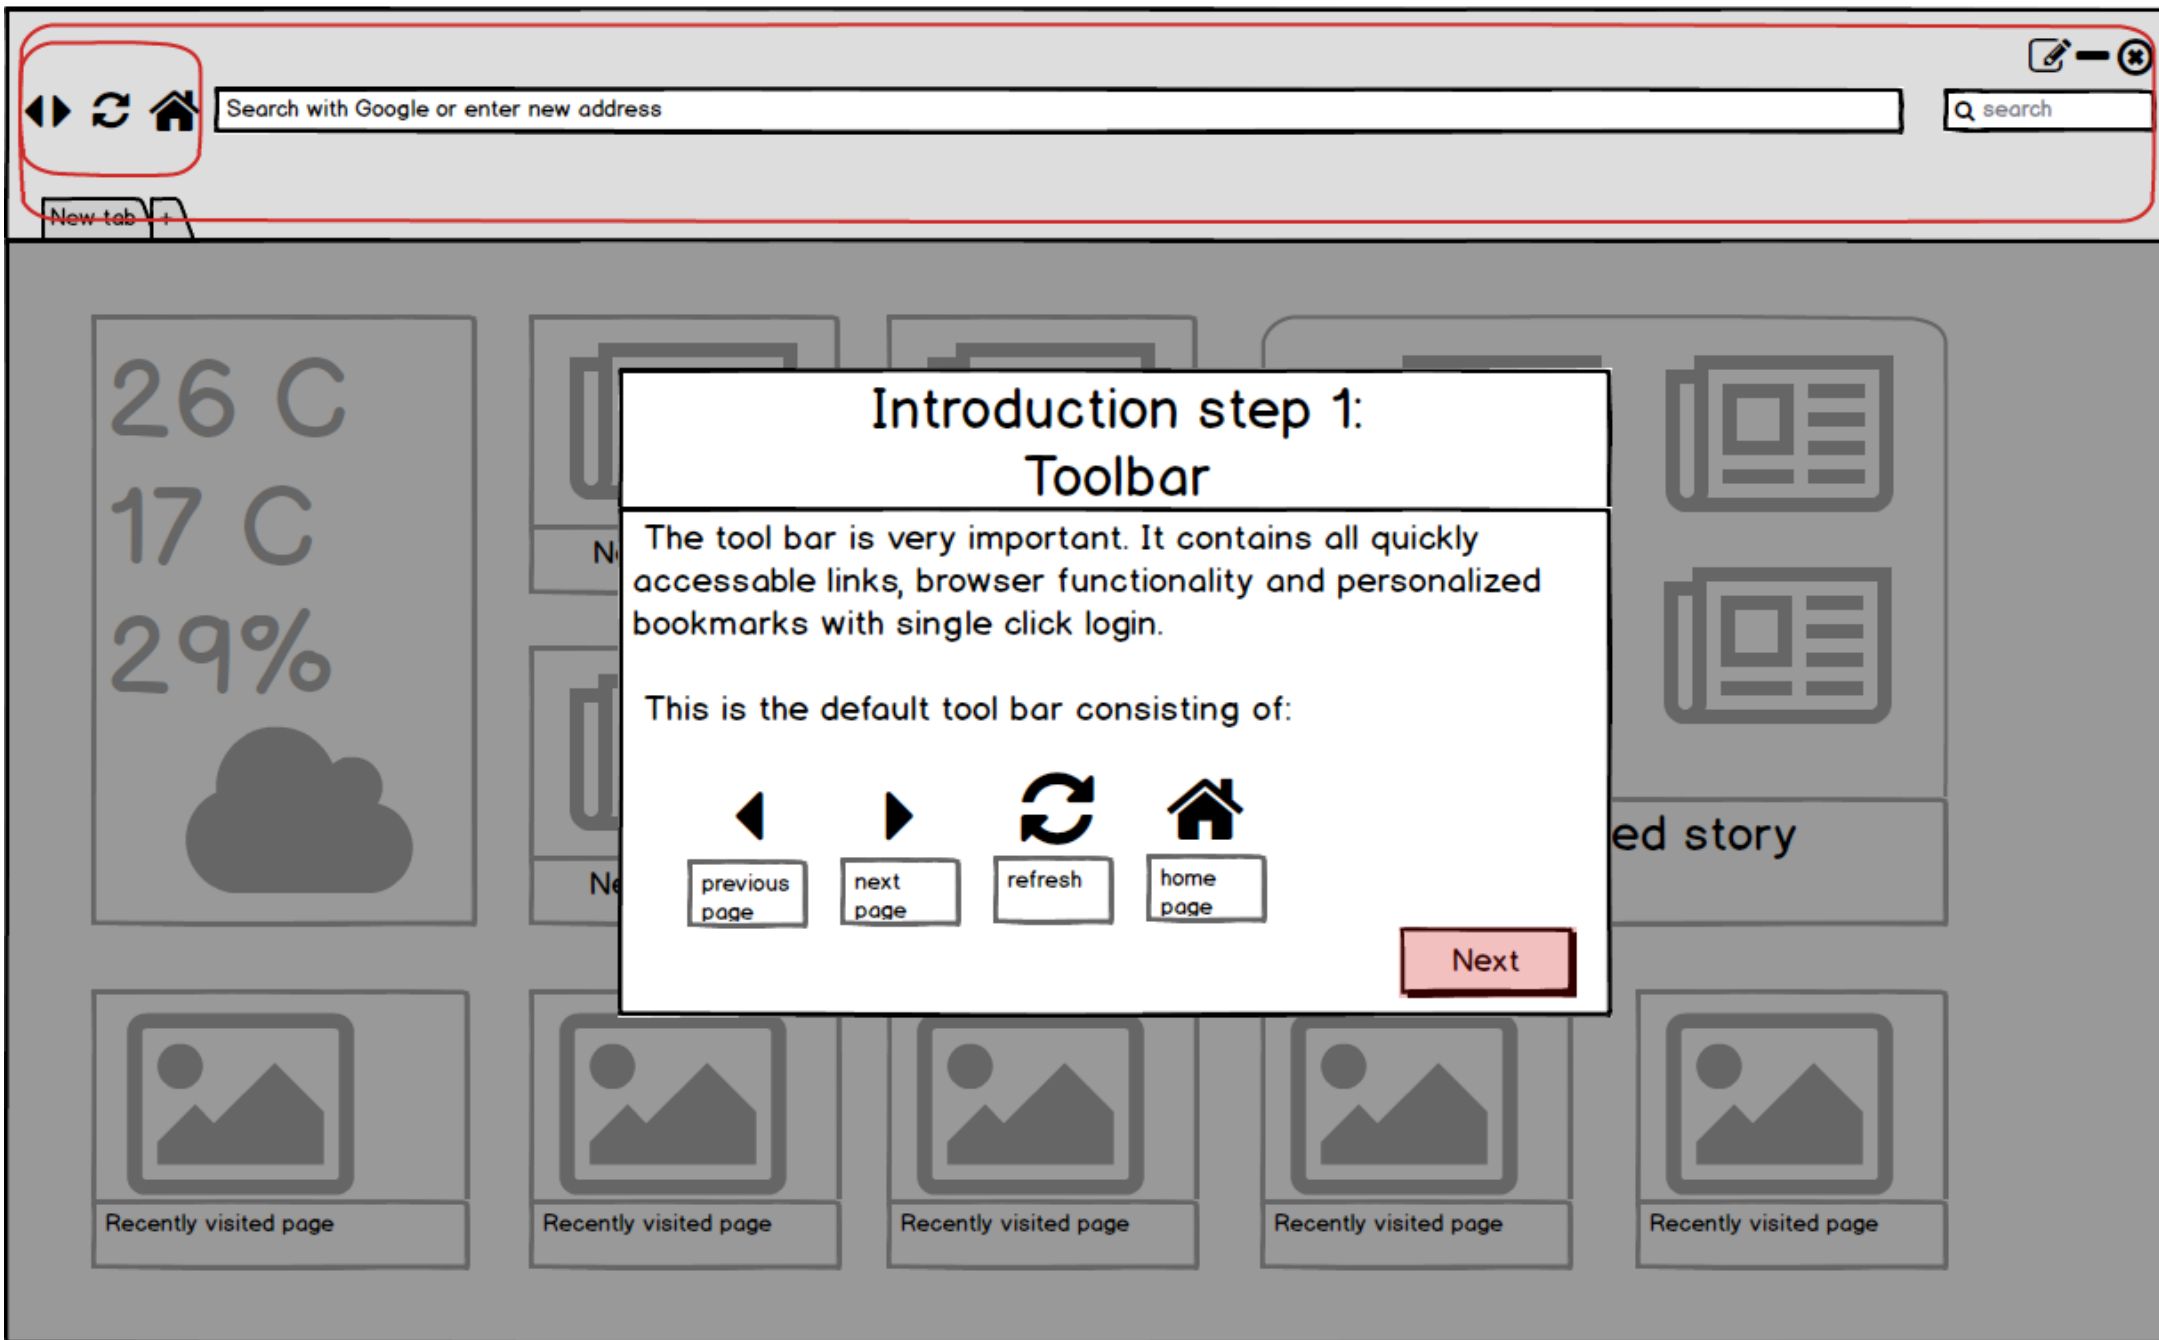 Search with Google or enter new address
search
New tab
+
26 C
17 C
29%
Introduction step 1:
Toolbar
The tool bar is very important. It contains all quickly
accessable links, browser functionality and personalized
bookmarks with single click login.
This is the default tool bar consisting of:
previous
page
next
page
refresh
home
page
Next
story
Recently visited page
Recently visited page
Recently visited page
Recently visited page
Recently visited page